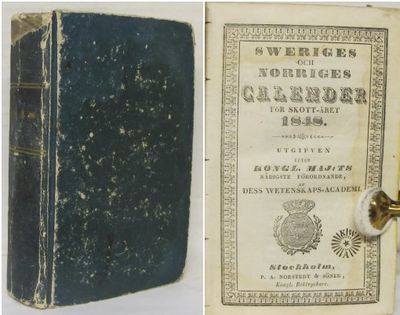 SWERIGES
OCH
NORRIGES
CALENDER
FÖR SKOTT-ÅRET
1848.
UTGIFVEN
EFTER
KONGL. MAJ:TS
NÅDIGSTE FÖRORDNANDE,
AF
DESS WETENSKAPS-ACADEMI.
Stockholm,
P. A. NORSTEDT & SÖNER,
Kongl. Boktryckare.